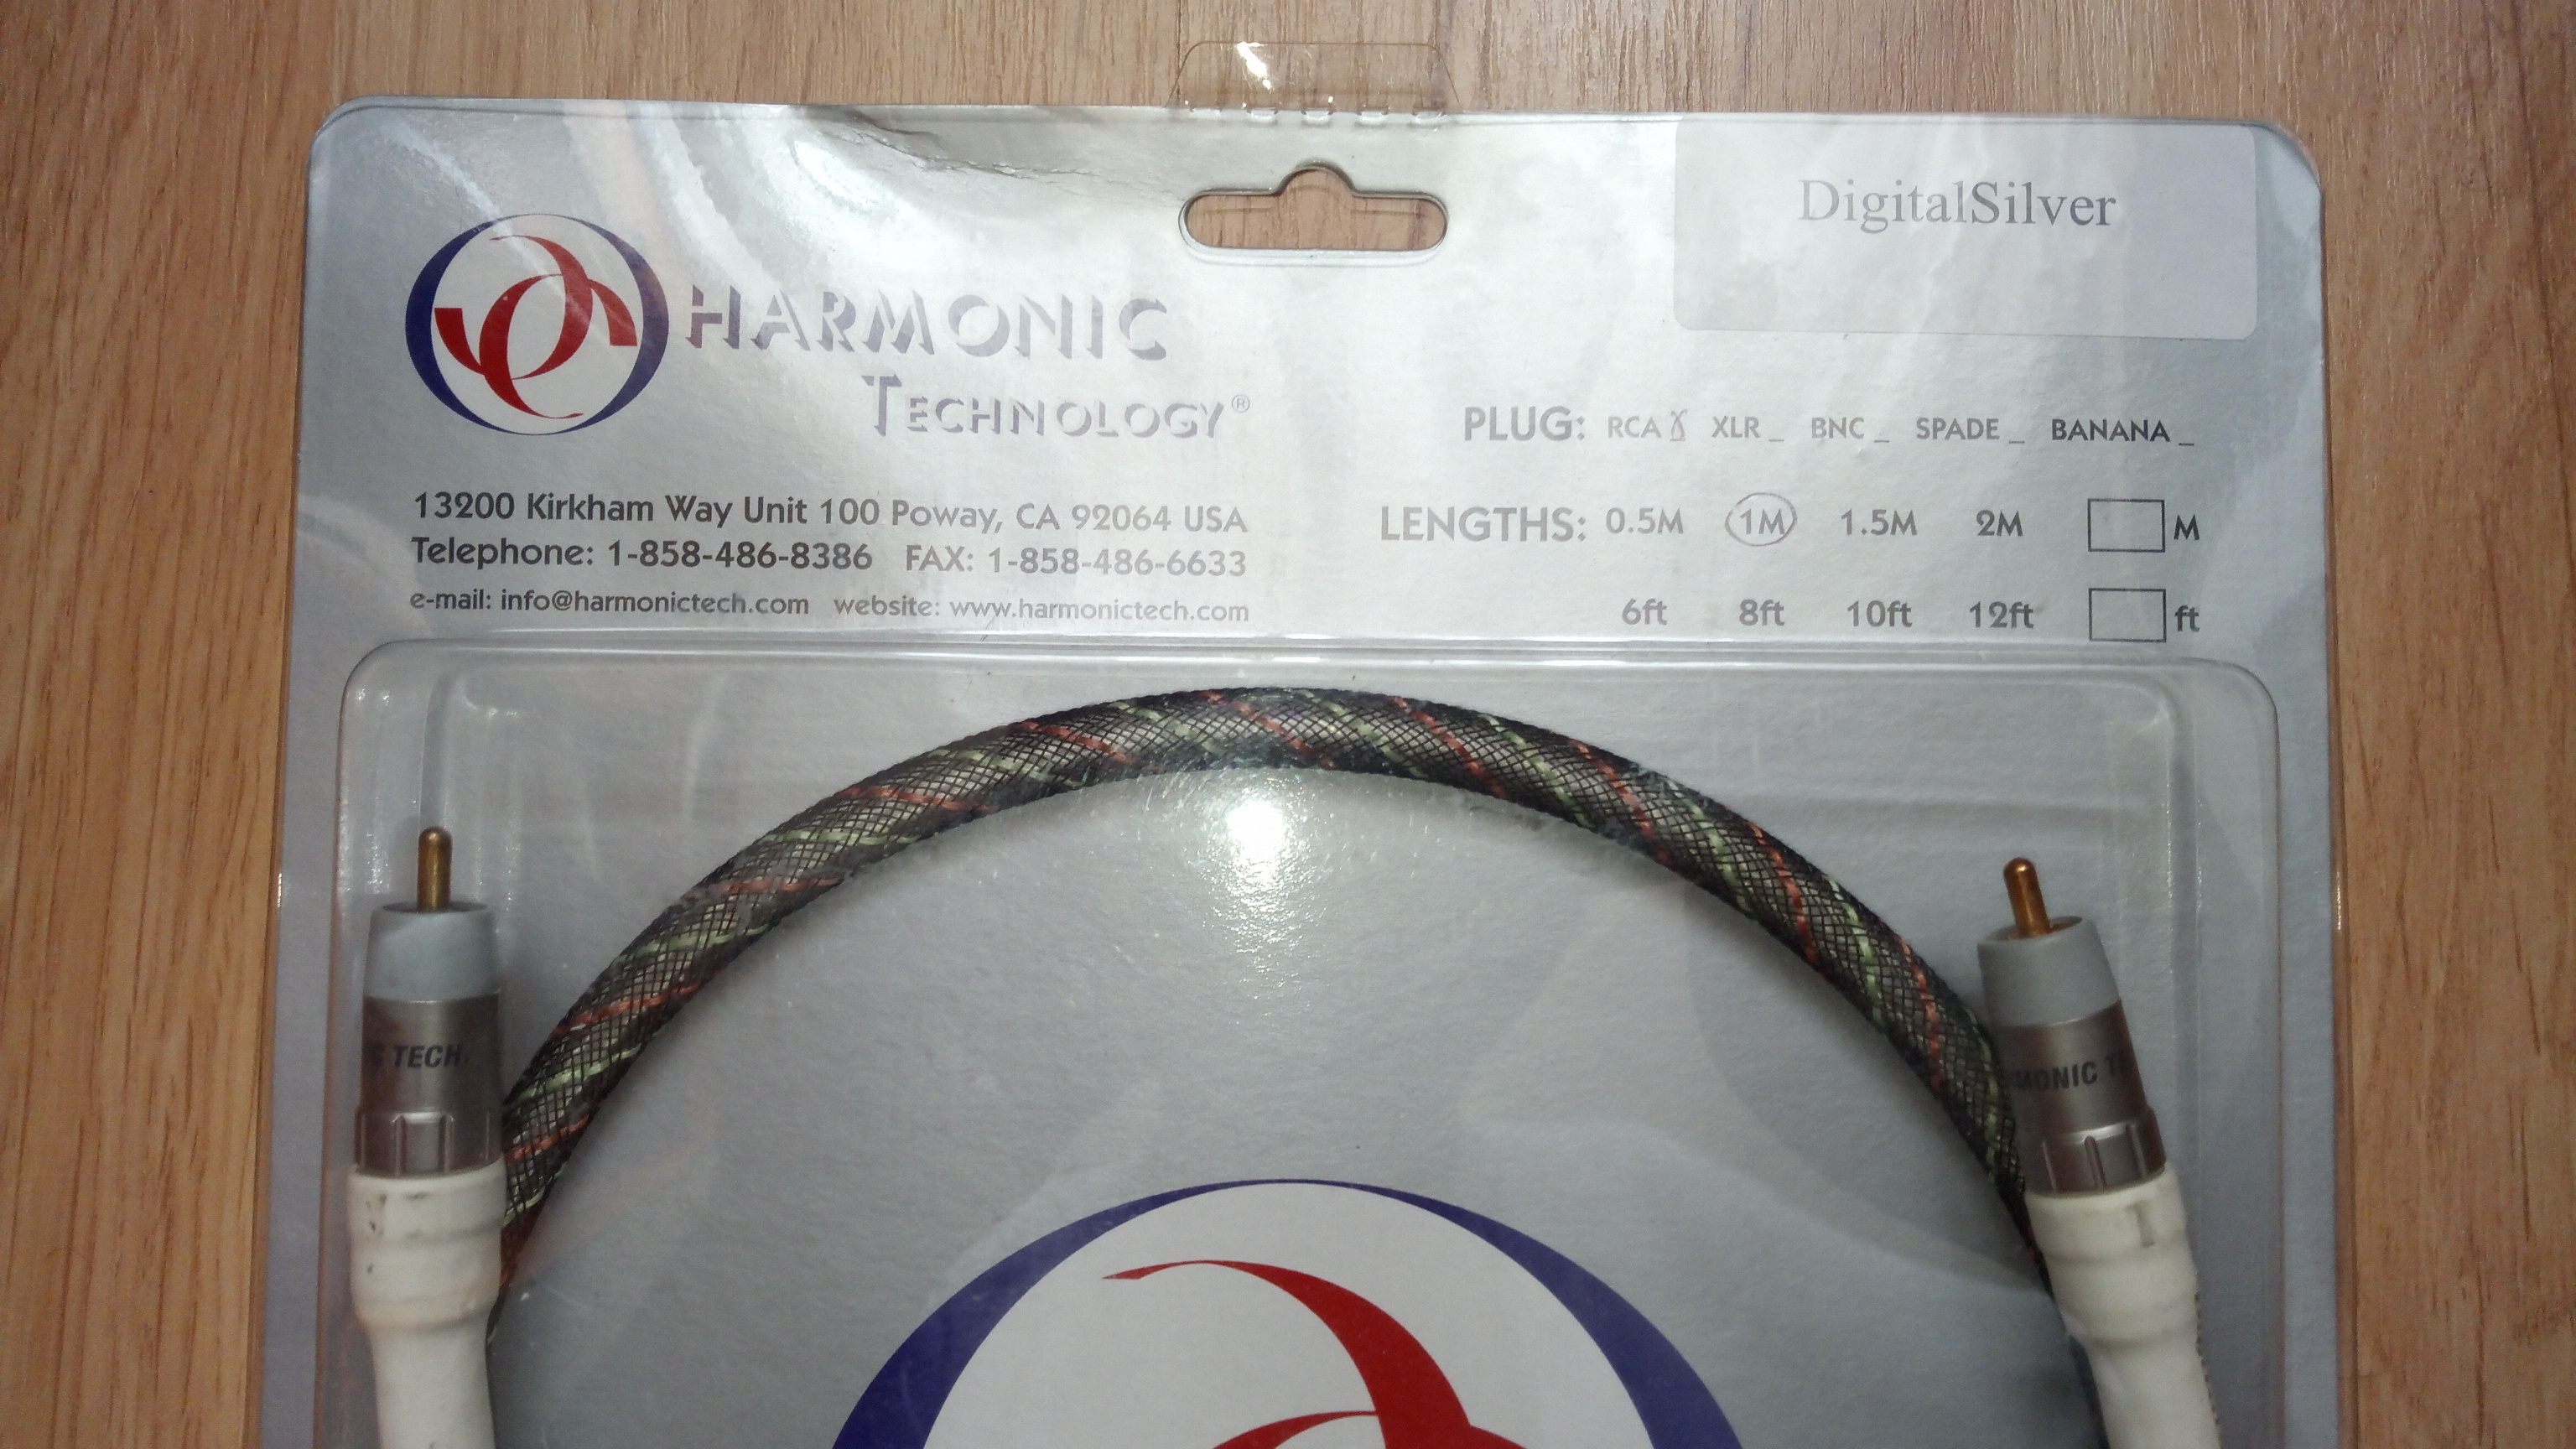 DigitalSilver
HARMONIC
TECHNOLOGY®
13200 Kirkham Way Unit 100 Poway, CA 92064 USA
Telephone: 1-858-486-8386 FAX: 1-858-486-6633
e-mail: info@harmonictech.com website: www.harmonictech.com
PLUG: RCA X XLR _ BNC _ SPADE _ BANANA _
LENGTHS: 0.5M 1M 1.5M 2M M
6ft 8ft 10ft 12ft ft
C TECH
MONIC T